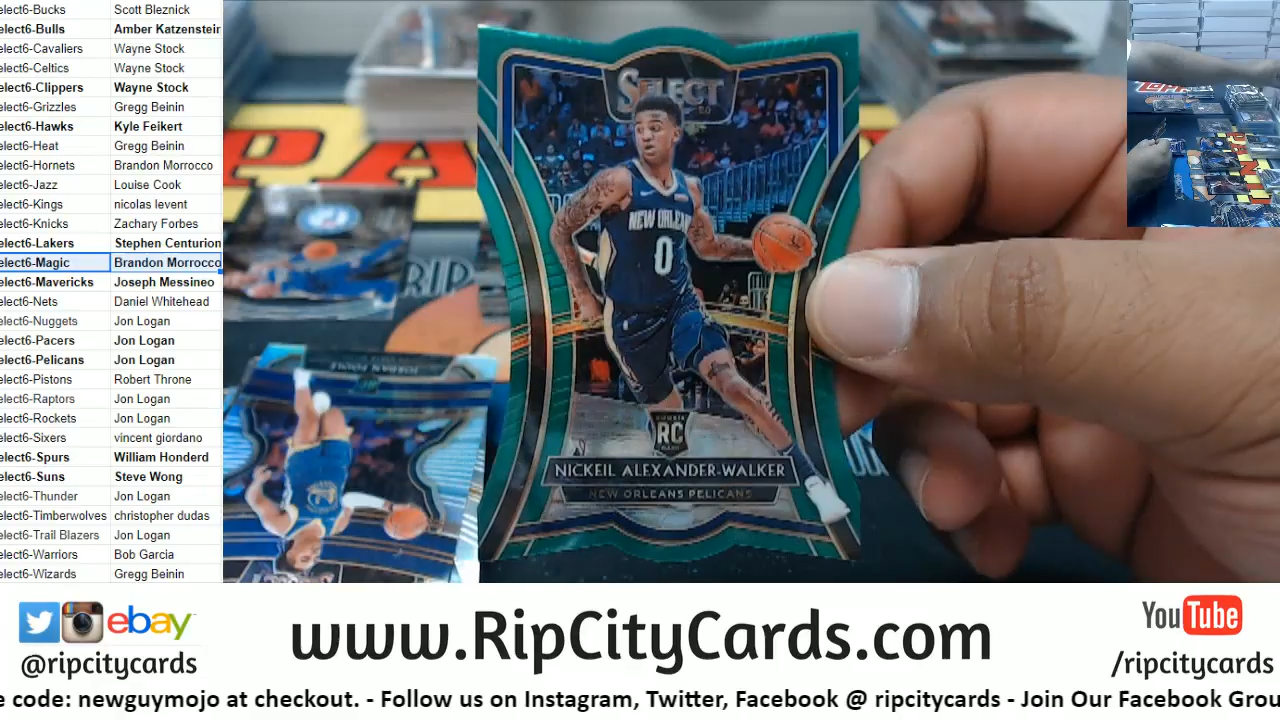 elect6-Bucks Scott Bleznick
elect6-Bulls Amber Katzenstein
elect6-Cavaliers Wayne Stock
elect6-Celtics Wayne Stock
elect6-Clippers Wayne Stock
elect6-Grizzles Gregg Beinin
elect6-Hawks Kyle Feikert
elect6-Heat Gregg Beinin
elect6-Hornets Brandon Morrocco
elect6-Jazz Louise Cook
elect6-Kings nicolas levent
elect6-Knicks Zachary Forbes
elect6-Lakers Stephen Centurion
elect6-Magic Brandon Morrocco
elect6-Mavericks Joseph Messineo
elect6-Nets Daniel Whitehead
elect6-Nuggets Jon Logan
elect6-Pacers Jon Logan
elect6-Pelicans Jon Logan
elect6-Pistons Robert Throne
elect6-Raptors Jon Logan
elect6-Rockets Jon Logan
elect6-Sixers vincent giordano
elect6-Spurs William Honderd
elect6-Suns Steve Wong
elect6-Thunder Jon Logan
elect6-Timberwolves christopher dudas
elect6-Trail Blazers Jon Logan
elect6-Warriors Bob Garcia
elect6-Wizards Gregg Beinin
SELECT
NEW ORLEA
0
RC
NICKEIL ALEXANDER-WALKER
NEW ORLEANS PELICANS
PA
RIP
JORDAN POOLE
TOPPS
PANI
ebay
@ripcitycards
www.RipCityCards.com
YouTube
/ripcitycards
e code: newguymojo at checkout. - Follow us on Instagram, Twitter, Facebook @ ripcitycards - Join Our Facebook Grou